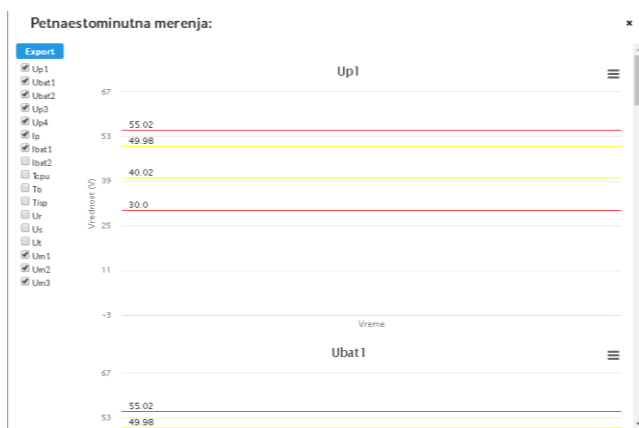 Petnaestominutna merenja:
×
Export
Up1
Ubat1
Ubat2
Up3
Up4
Ip
Ibat1
Ibat2
Tcpu
Tb
Tisp
Ur
Us
Ut
Um1
Um2
Um3
Up1
67
55.02
53
49.98
40.02
39
30.0
25
11
-3
Vrednost (V)
Vreme
Ubat1
67
55.02
53
49.98